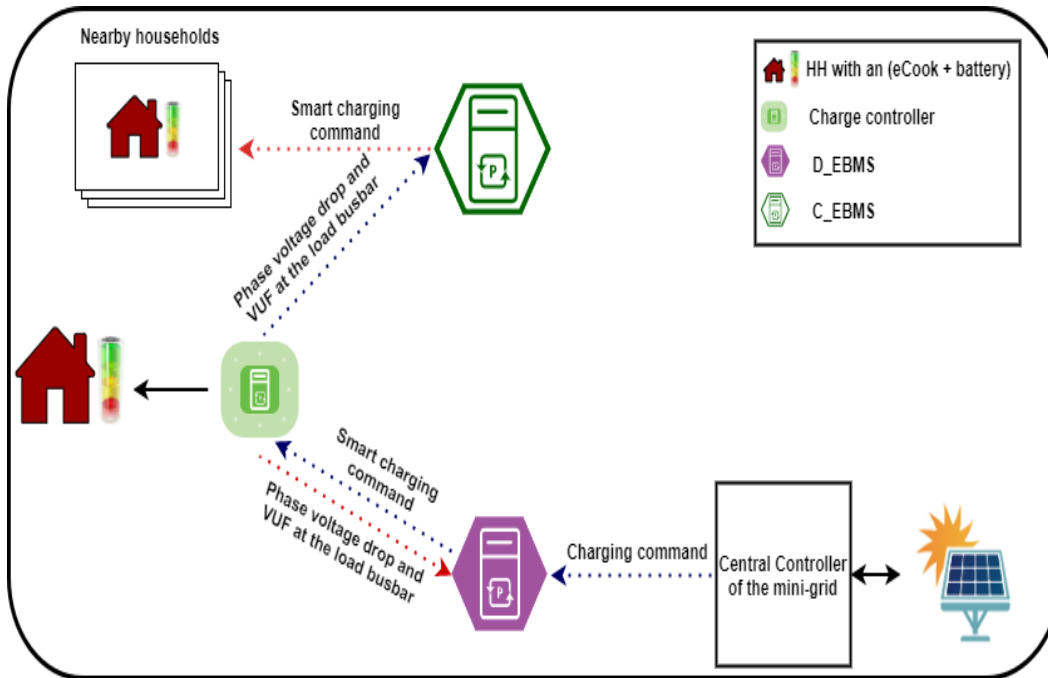 Nearby households
Smart charging
command
Phase voltage drop and
VUF at the load busbar
P
HH with an (eCook + battery)
Charge controller
D_EBMS
C_EBMS
Smart charging
command
Phase voltage drop and
VUF at the load busbar
P
Charging command
Central Controller
of the mini-grid